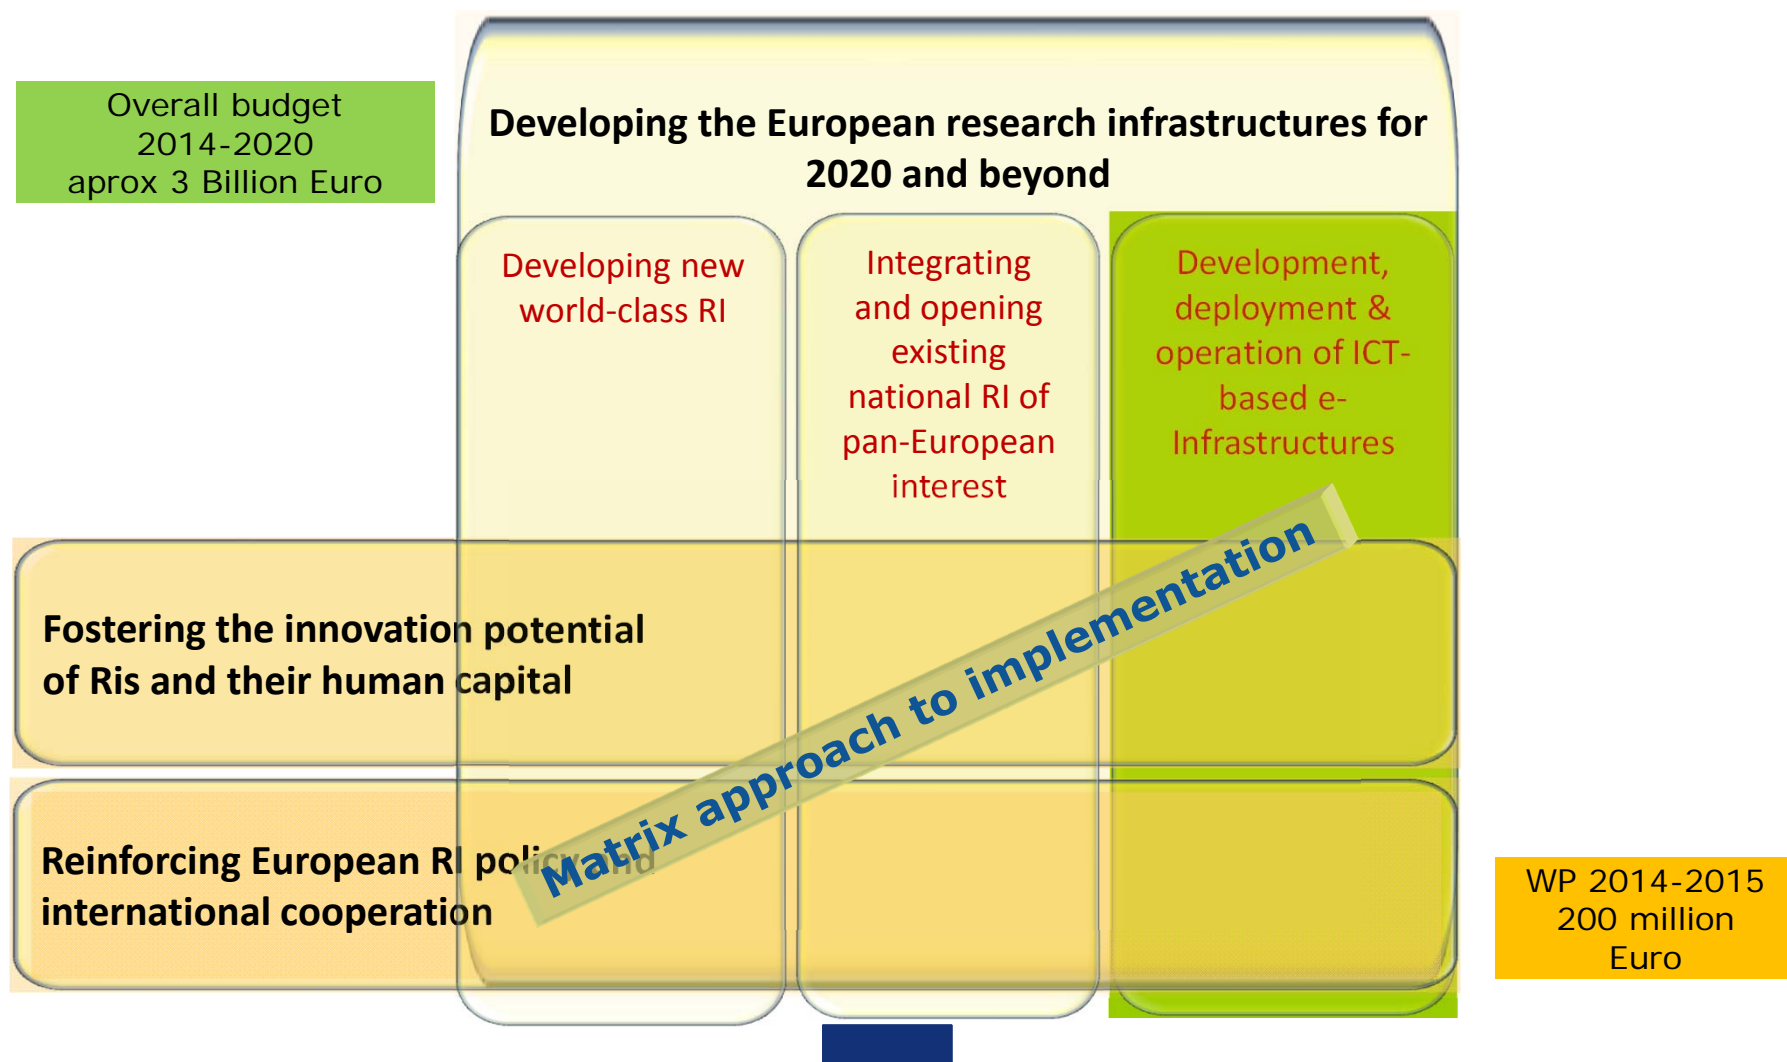 Overall budget
2014-2020
aprox 3 Billion Euro
Developing the European research infrastructures for
2020 and beyond
Developing new
world-class RI
Integrating
and opening
existing
national RI of
pan-European
interest
Development,
deployment &
operation of ICT-
based e-
Infrastructures
Fostering the innovation potential
of Ris and their human capital
Matrix approach to implementation
Reinforcing European RI policy and
international cooperation
WP 2014-2015
200 million
Euro